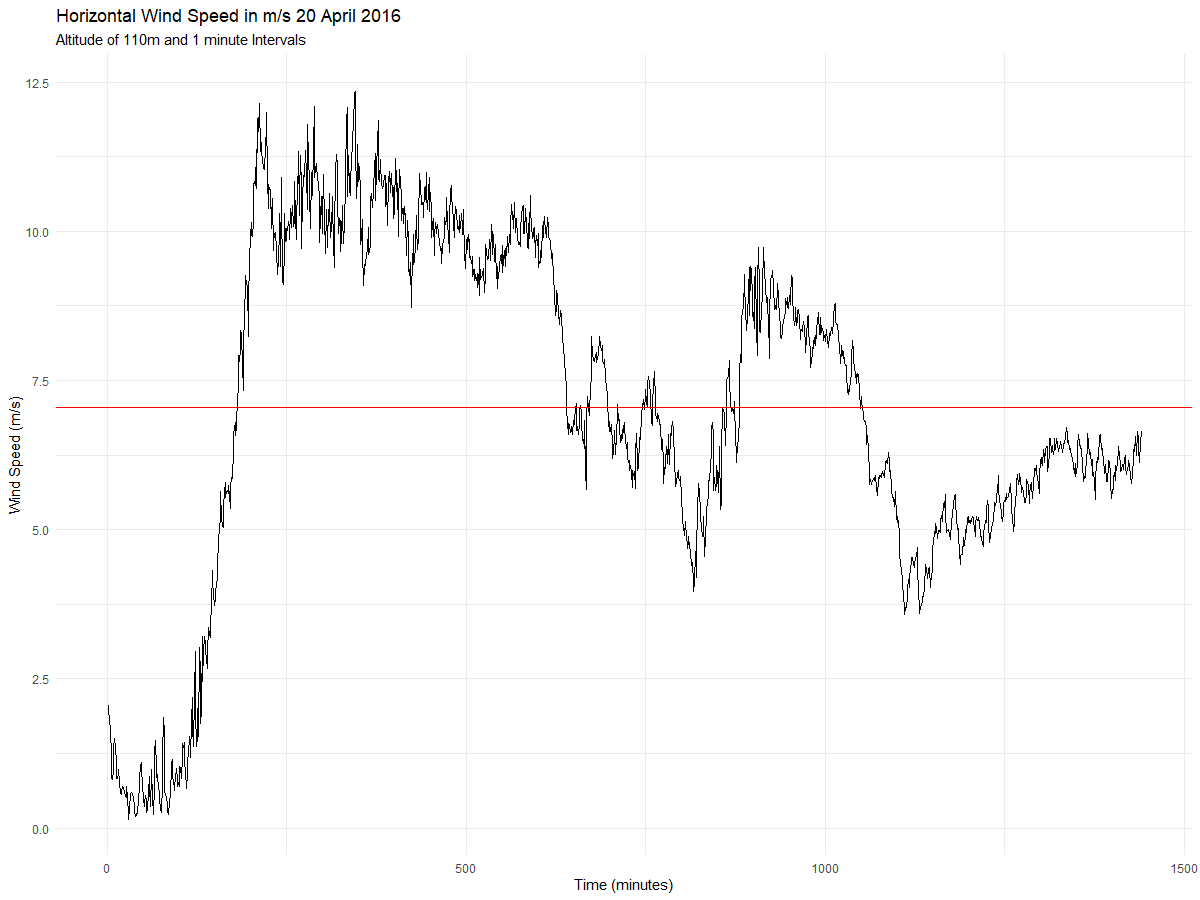 Horizontal Wind Speed in m/s 20 April 2016
Altitude of 110m and 1 minute Intervals
12.5
10.0
7.5
5.0
2.5
0.0
Wind Speed (m/s)
0
500
1000
1500
Time (minutes)